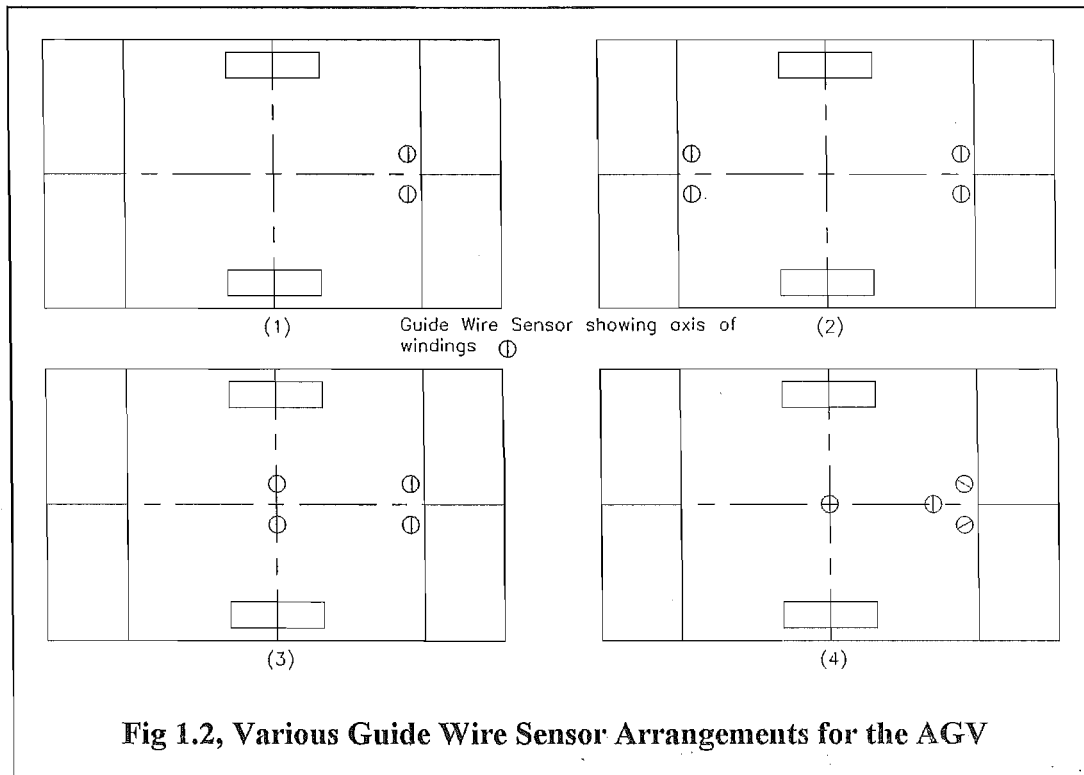 (1)
(2)
Guide Wire Sensor showing axis of
windings
(3)
(4)
Fig 1.2, Various Guide Wire Sensor Arrangements for the AGV